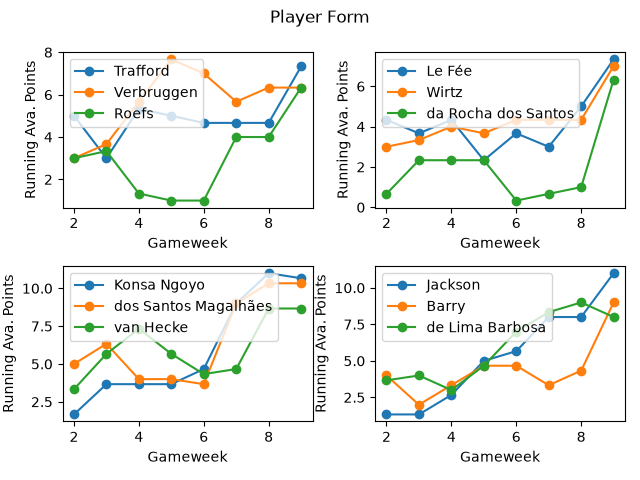 Player Form
8
6
4
2
Running Ava. Points
Trafford
Verbruggen
Roefs
2
4
6
8
Gameweek
6
4
2
0
Running Ava. Points
Le Fée
Wirtz
da Rocha dos Santos
2
4
6
8
Gameweek
10.0
7.5
5.0
2.5
Running Ava. Points
Konsa Ngoyo
dos Santos Magalhães
van Hecke
2
4
6
8
Gameweek
10.0
7.5
5.0
2.5
Running Ava. Points
Jackson
Barry
de Lima Barbosa
2
4
6
8
Gameweek